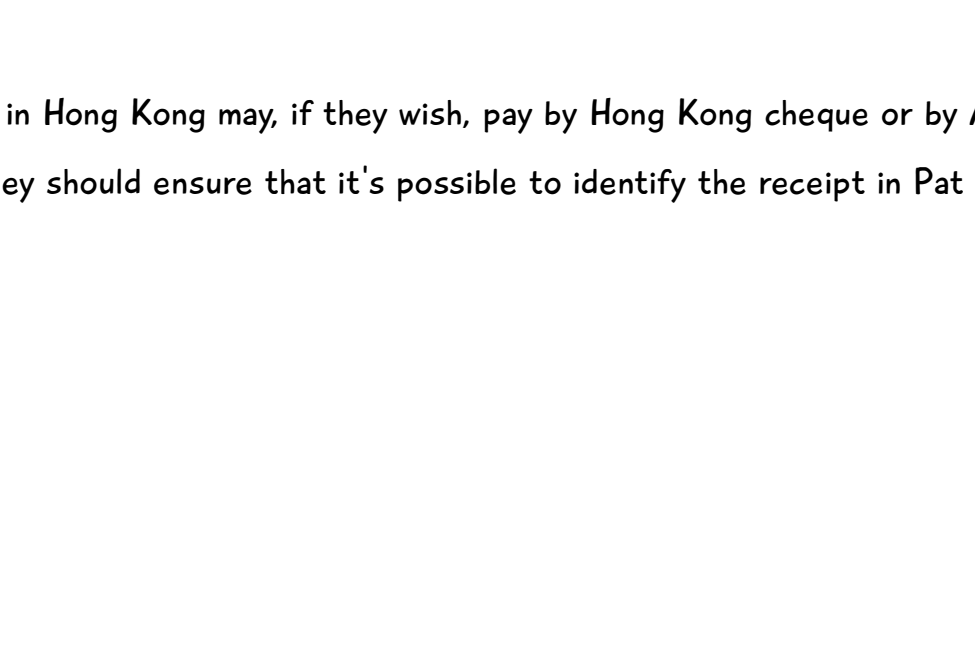 in Hong Kong may, if they wish, pay by Hong Kong cheque or by
ey should ensure that it's possible to identify the receipt in Pat